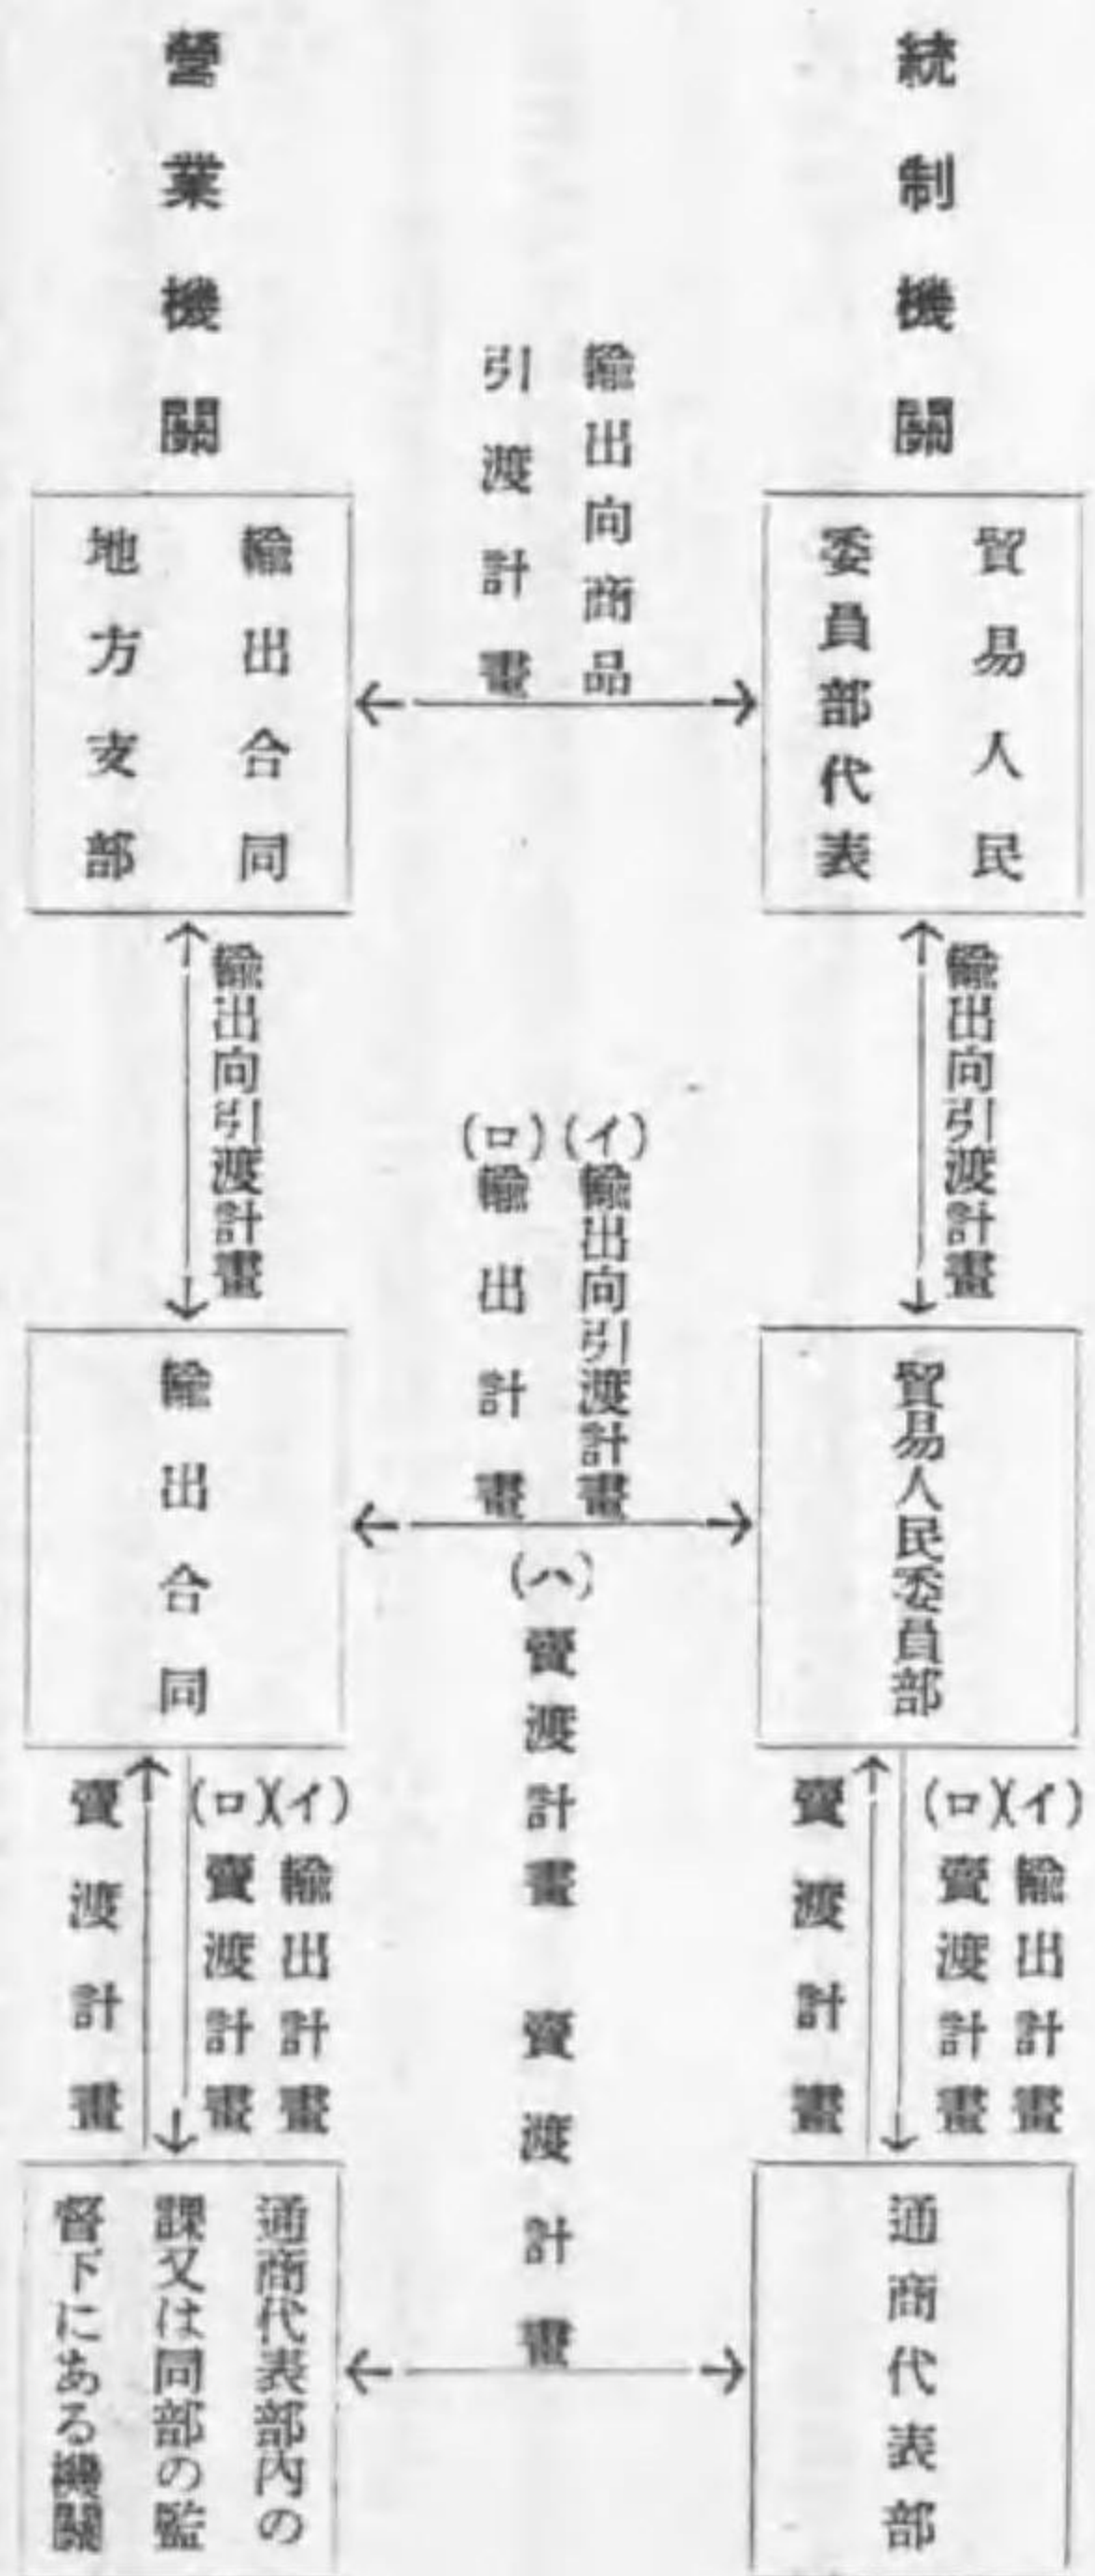 統制機關
貿易人民
委員部代表
輸出向引渡計畫
貿易人民委員部
(イ)輸出計畫
(ロ)賣渡計畫
賣渡計畫
通商代表部
輸出向商品
引渡計畫
(イ)輸出向引渡計畫
(ロ)輸出計畫
(ハ)賣渡計畫
賣渡計畫
營業機關
輸出合同
地方支部
輸出向引渡計畫
輸出合同
(イ)輸出計畫
(ロ)賣渡計畫
賣渡計畫
通商代表部內の
課又は同部の監
督下にある機關